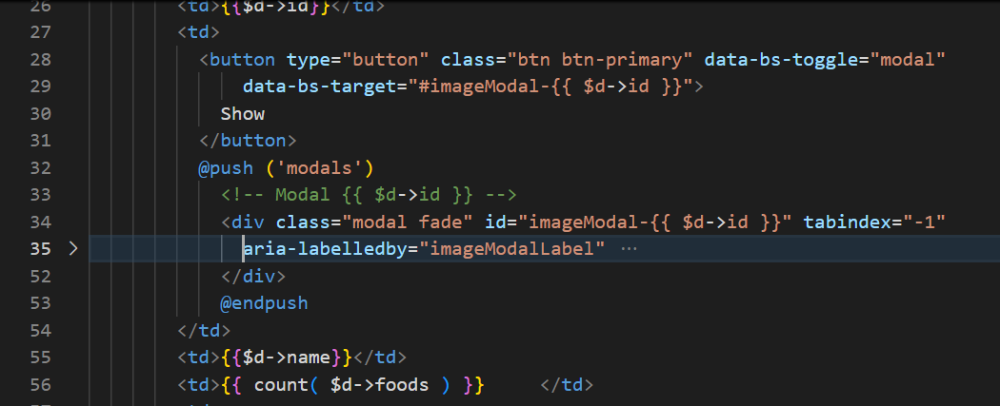 26 <td>{{$d->id}}</td>
27 <td>
28 <button type="button" class="btn btn-primary" data-bs-toggle="modal"
29 data-bs-target="#imageModal-{{ $d->id }}">
30 Show
31 </button>
32 @push ('modals')
33 <!-- Modal {{ $d->id }} -->
34 <div class="modal fade" id="imageModal-{{ $d->id }}" tabindex="-1"
35 aria-labelledby="imageModalLabel" ···
52 </div>
53 @endpush
54 </td>
55 <td>{{$d->name}}</td>
56 <td>{{ count( $d->foods ) }} </td>